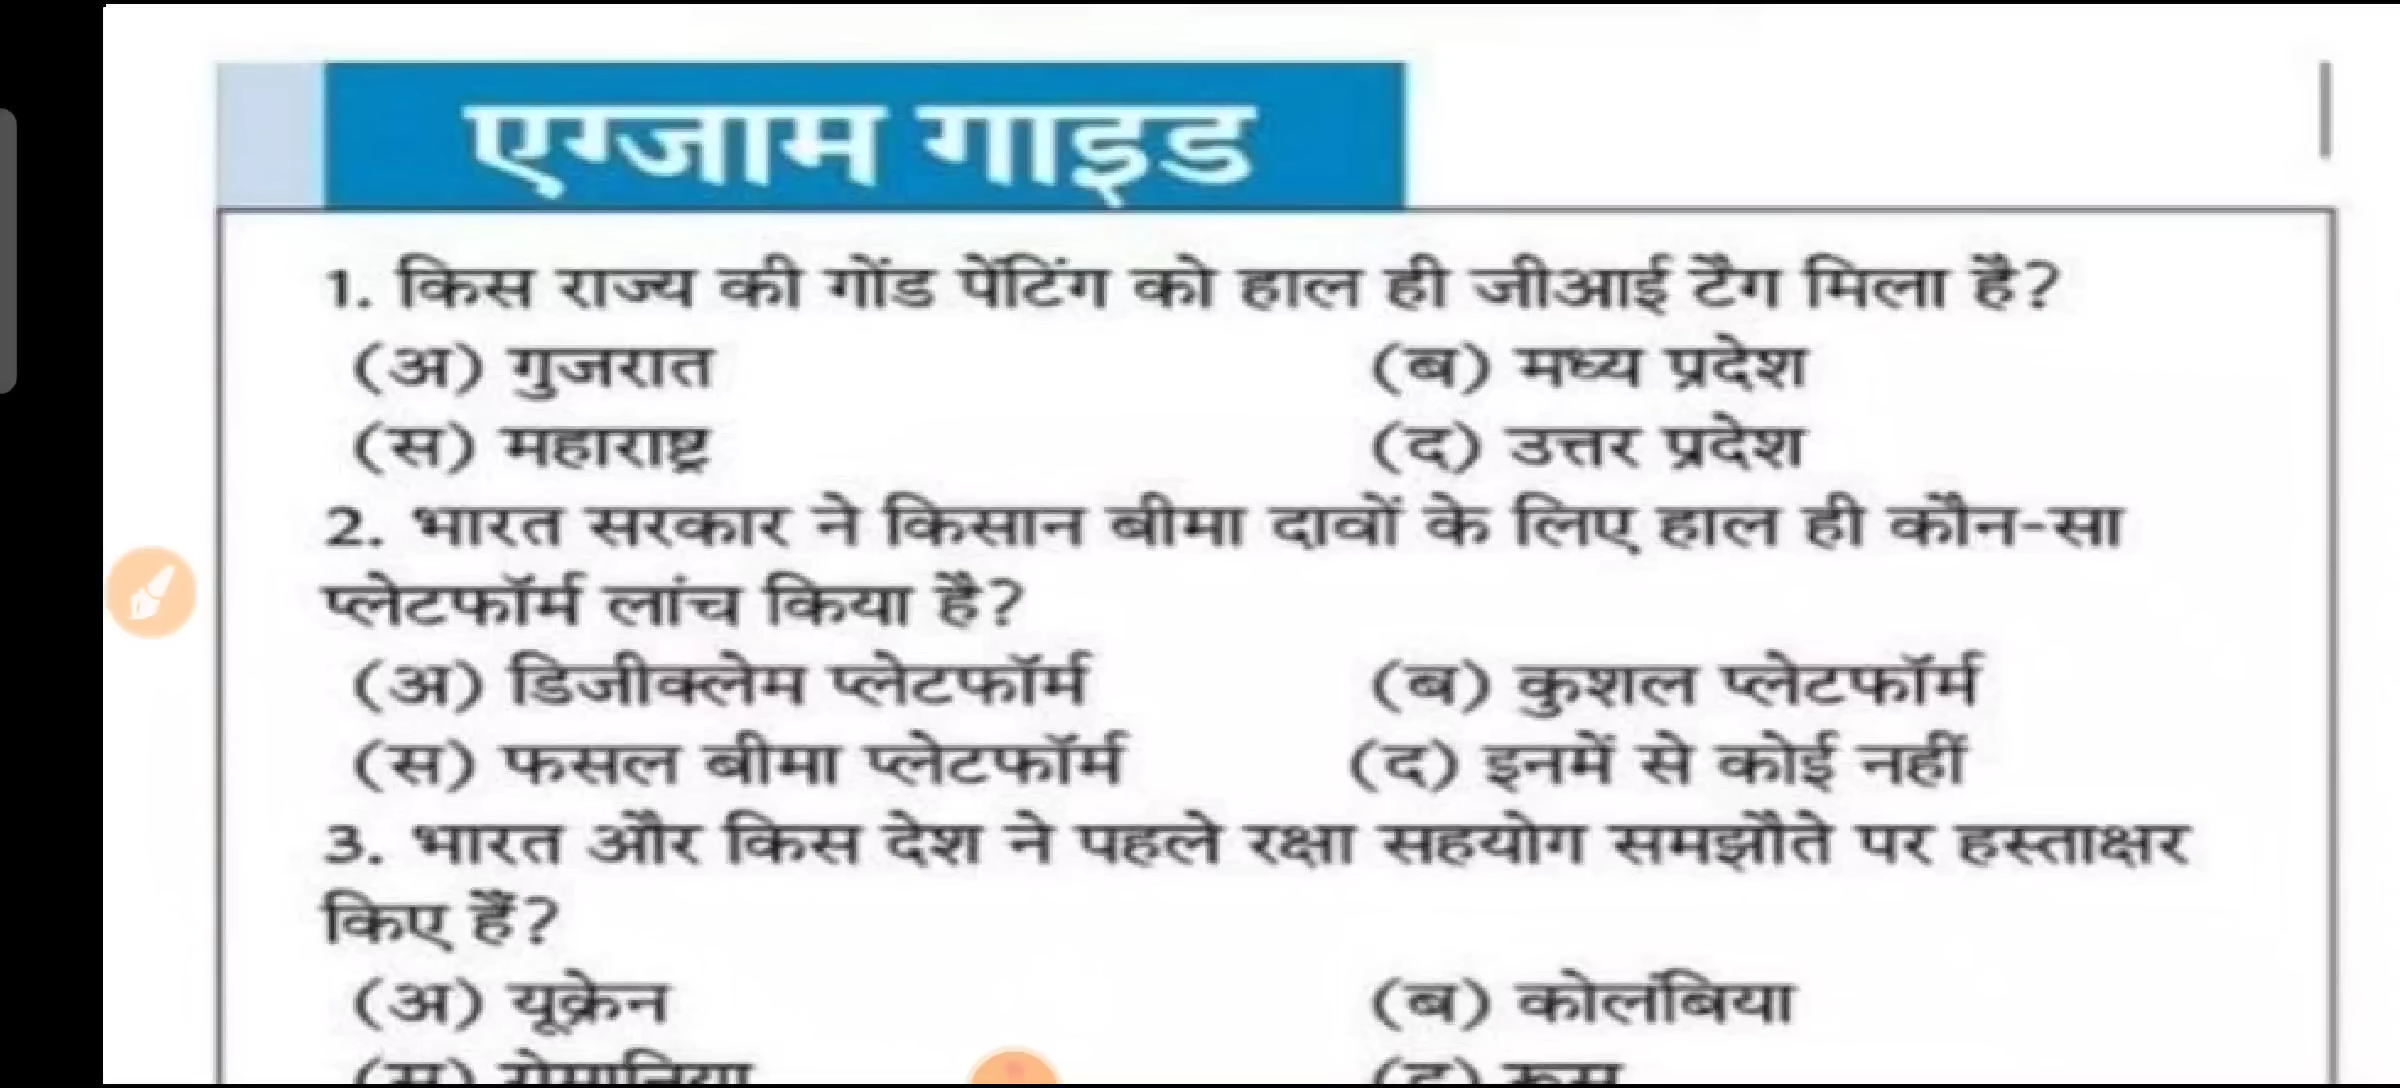 एग्जाम गाइड
1. किस राज्य की गोंड पेंटिंग को हाल ही जीआई टैग मिला है?
(अ) गुजरात (ब) मध्य प्रदेश
(स) महाराष्ट्र (द) उत्तर प्रदेश
2. भारत सरकार ने किसान बीमा दावों के लिए हाल ही कौन-सा
प्लेटफॉर्म लांच किया है?
(अ) डिजीक्लेम प्लेटफॉर्म (ब) कुशल प्लेटफॉर्म
(स) फसल बीमा प्लेटफॉर्म (द) इनमें से कोई नहीं
3. भारत और किस देश ने पहले रक्षा सहयोग समझौते पर हस्ताक्षर
किए हैं?
(अ) यूक्रेन (ब) कोलंबिया
(स) रोमानिया (द) रूस